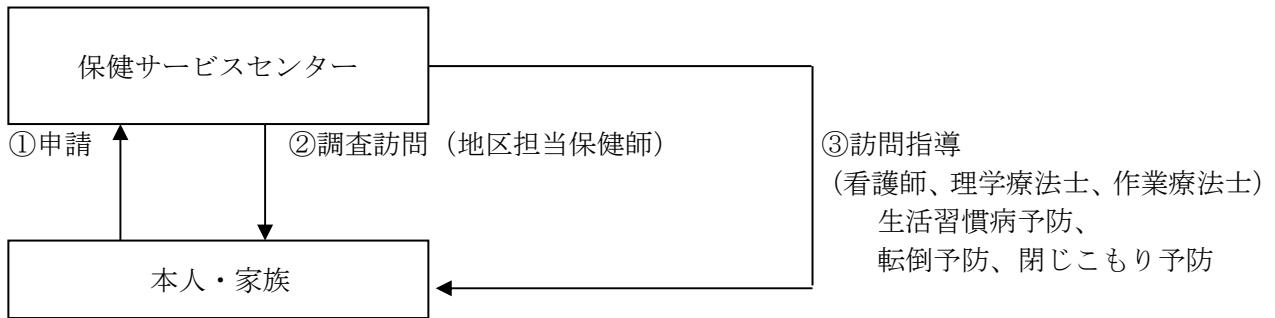 保健サービスセンター
①申請
②調査訪問（地区担当保健師）
③訪問指導
（看護師、理学療法士、作業療法士）
生活習慣病予防、
転倒予防、閉じこもり予防
本人・家族